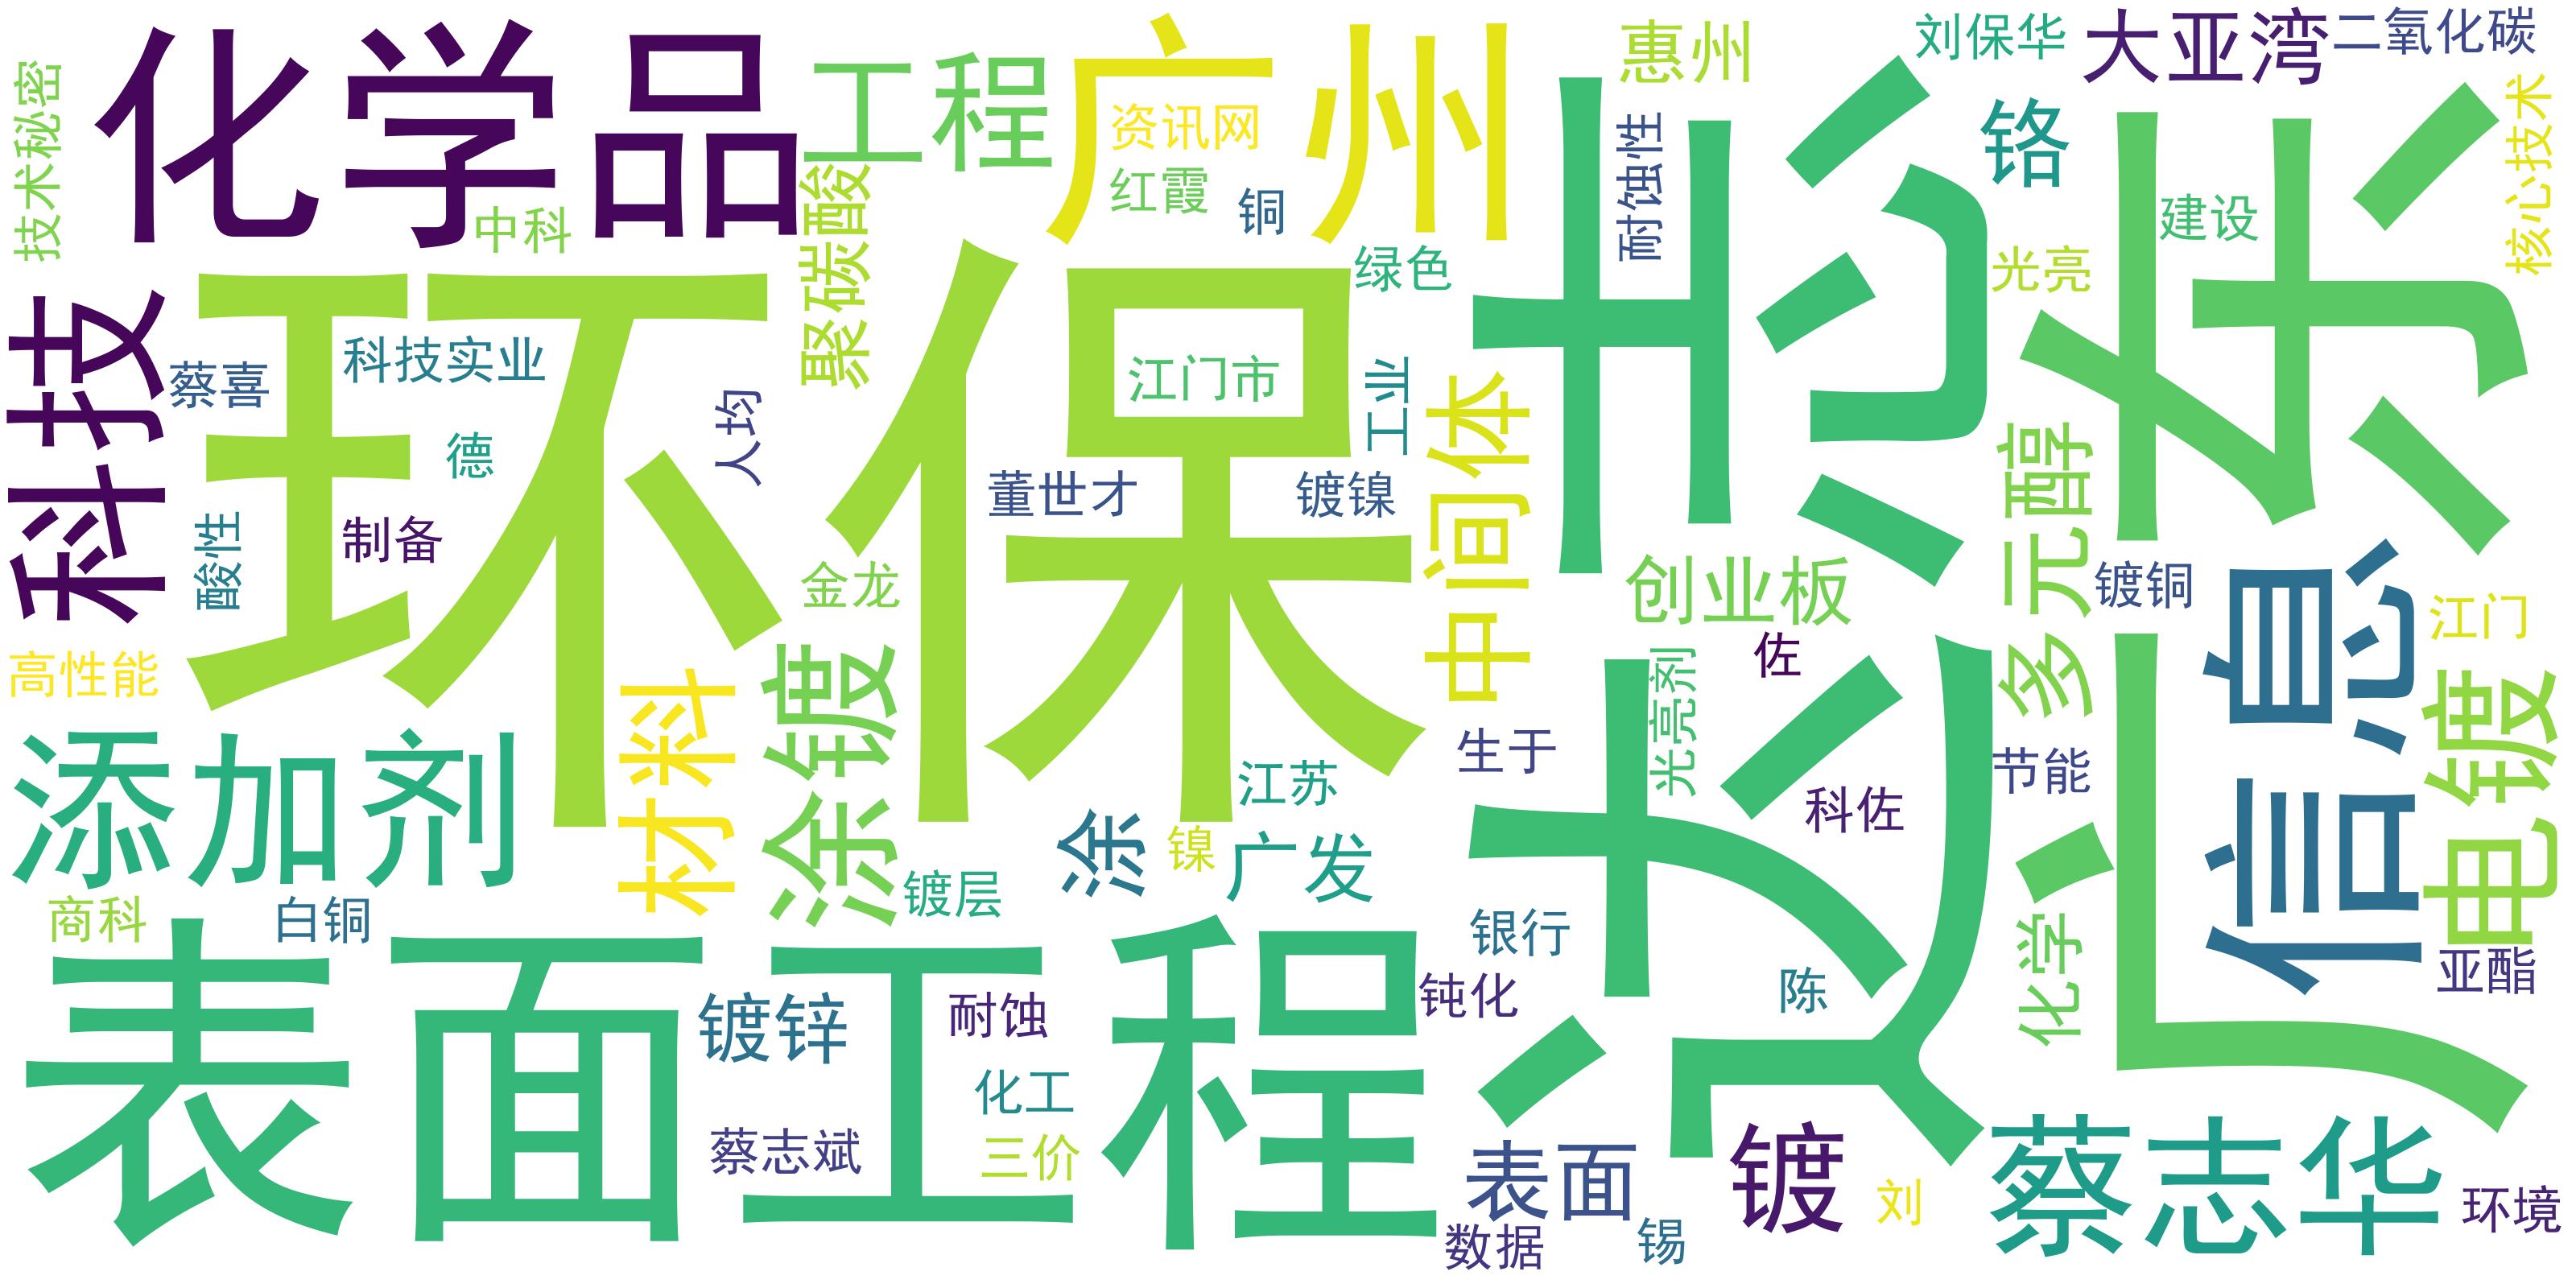 化学品
工程
广州
惠州
刘保华
大亚湾
二氧化碳
技术秘密
中科
聚碳酸
资讯网
红霞
铜
耐蚀性
铬
建设
核心技术
光亮
绿色
科技
环保
达志
广东
蔡喜
科技实业
江门市
工业
人均
德
中间体
多元醇
董世才
镀镍
酸性
制备
金龙
创业板
镀铜
信息
江门
高性能
材料
涂镀
佐
光亮剂
电镀
添加剂
生于
节能
江苏
科佐
涂
镍
广发
镀层
商科
白铜
银行
化学
表面工程
亚酯
钝化
陈
镀锌
耐蚀
化工
蔡志斌
三价
表面
镀
刘
蔡志华
环境
数据
锡